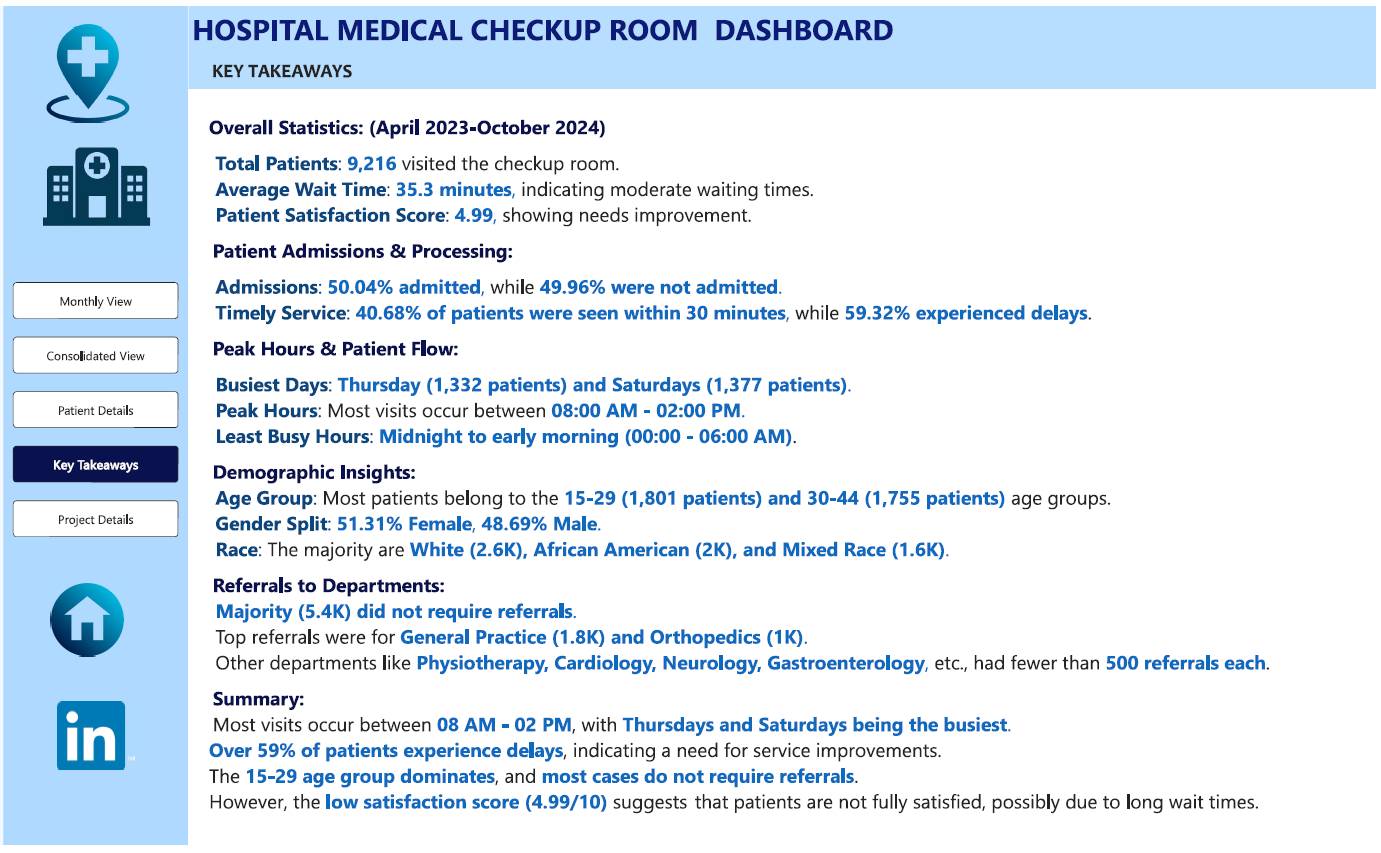 HOSPITAL MEDICAL CHECKUP ROOM DASHBOARD
KEY TAKEAWAYS
Monthly View
Consolidated View
Patient Details
Key Takeaways
Project Details
in
Overall Statistics: (April 2023-October 2024)
Total Patients: 9,216 visited the checkup room.
Average Wait Time: 35.3 minutes, indicating moderate waiting times.
Patient Satisfaction Score: 4.99, showing needs improvement.
Patient Admissions & Processing:
Admissions: 50.04% admitted, while 49.96% were not admitted.
Timely Service: 40.68% of patients were seen within 30 minutes, while 59.32% experienced delays.
Peak Hours & Patient Flow:
Busiest Days: Thursday (1,332 patients) and Saturdays (1,377 patients).
Peak Hours: Most visits occur between 08:00 AM - 02:00 PM.
Least Busy Hours: Midnight to early morning (00:00 - 06:00 AM).
Demographic Insights:
Age Group: Most patients belong to the 15-29 (1,801 patients) and 30-44 (1,755 patients) age groups.
Gender Split: 51.31% Female, 48.69% Male.
Race: The majority are White (2.6K), African American (2K), and Mixed Race (1.6K).
Referrals to Departments:
Majority (5.4K) did not require referrals.
Top referrals were for General Practice (1.8K) and Orthopedics (1K).
Other departments like Physiotherapy, Cardiology, Neurology, Gastroenterology, etc., had fewer than 500 referrals each.
Summary:
Most visits occur between 08 AM - 02 PM, with Thursdays and Saturdays being the busiest.
Over 59% of patients experience delays, indicating a need for service improvements.
The 15-29 age group dominates, and most cases do not require referrals.
However, the low satisfaction score (4.99/10) suggests that patients are not fully satisfied, possibly due to long wait times.